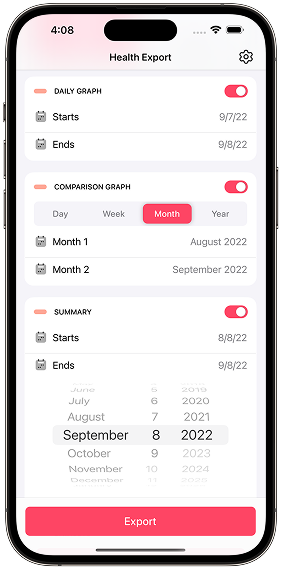 4:08
Health Export
DAILY GRAPH
Starts 9/7/22
Ends 9/8/22
COMPARISON GRAPH
Day Week Month Year
Month 1 August 2022
Month 2 September 2022
SUMMARY
Starts 8/8/22
Ends 9/8/22
June 5 2019
July 6 2020
August 7 2021
September 8 2022
October 9 2023
November 10 2024
December 11 2025
Export